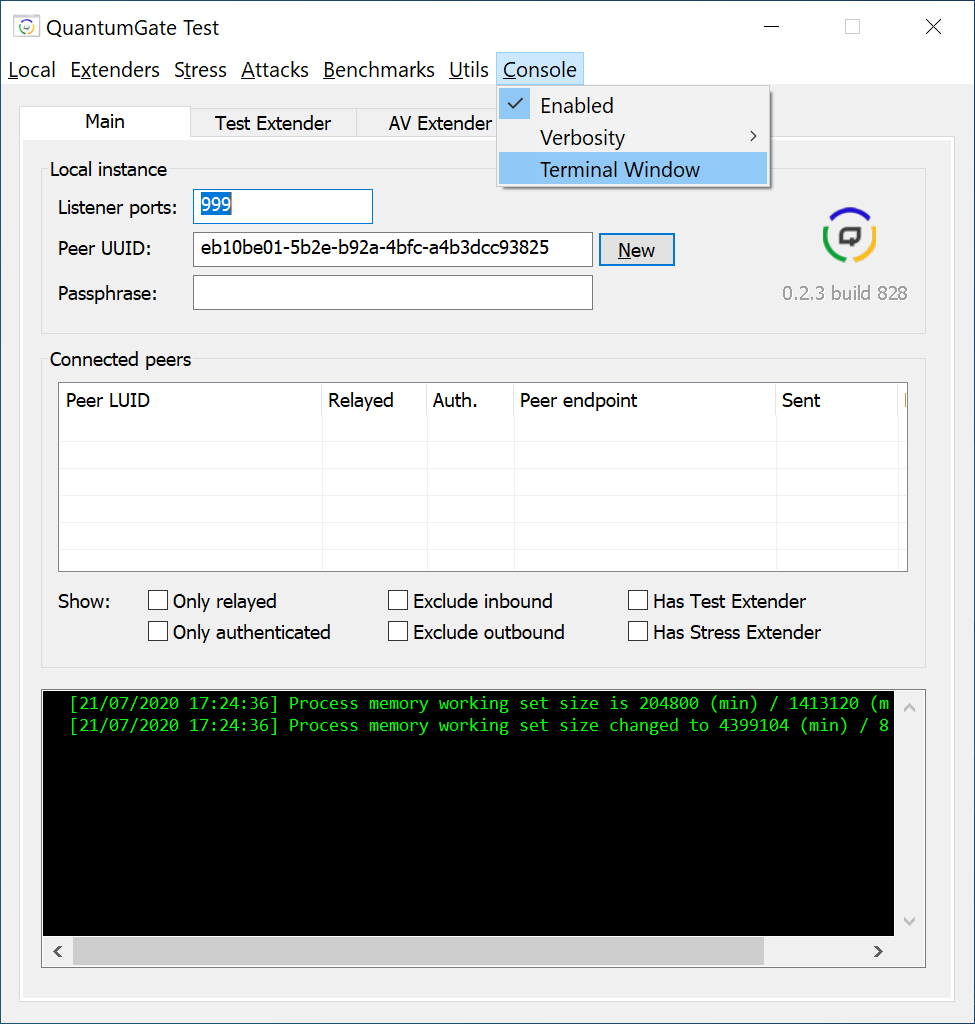 QuantumGate Test
Local Extenders Stress Attacks Benchmarks Utils Console
Enabled
Verbosity
Terminal Window
Main Test Extender AV Extender
Local instance
Listener ports: 999
Peer UUID: eb10be01-5b2e-b92a-4bfc-a4b3dcc93825 New
Passphrase:
0.2.3 build 828
Connected peers
Peer LUID Relayed Auth. Peer endpoint Sent
Show: Only relayed Exclude inbound Has Test Extender
Only authenticated Exclude outbound Has Stress Extender
[21/07/2020 17:24:36] Process memory working set size is 204800 (min) / 1413120 (m
[21/07/2020 17:24:36] Process memory working set size changed to 4399104 (min) / 8